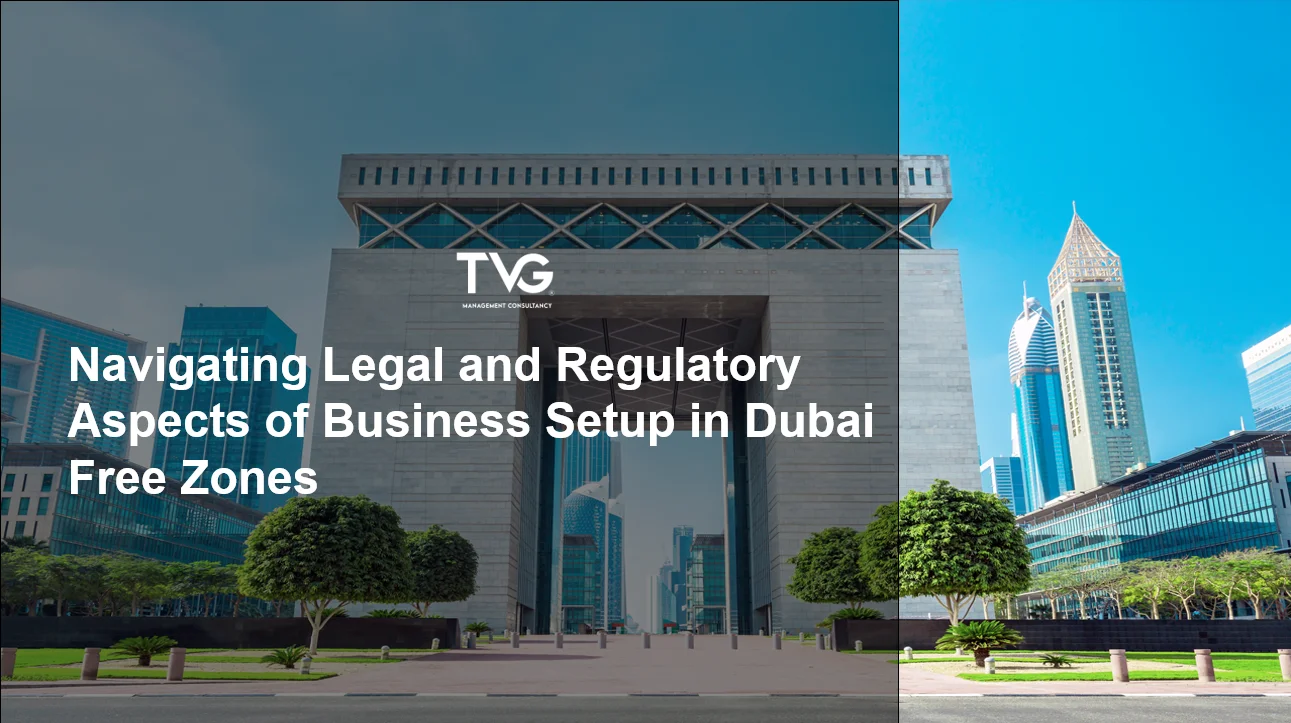 TVG
MANAGEMENT CONSULTANCY
Navigating Legal and Regulatory
Aspects of Business Setup in Dubai
Free Zones